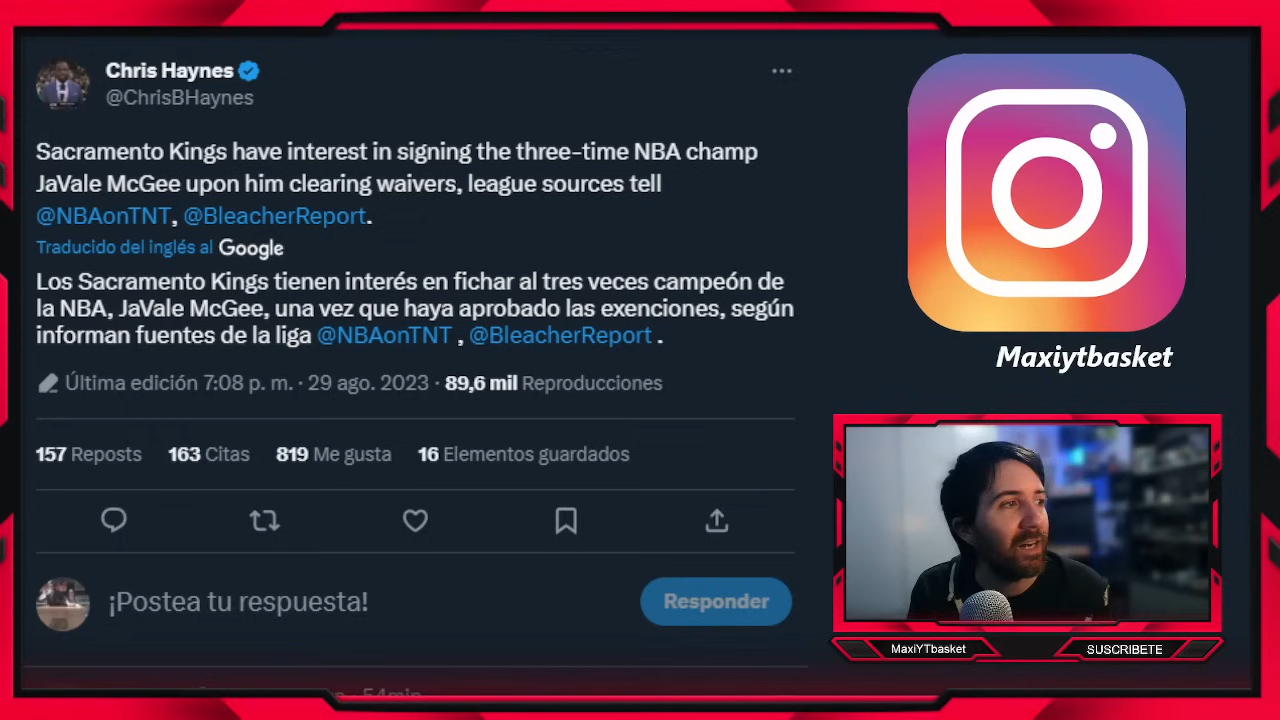 Chris Haynes
@ChrisBHaynes
Sacramento Kings have interest in signing the three-time NBA champ
JaVale McGee upon him clearing waivers, league sources tell
@NBAonTNT, @BleacherReport.
Traducido del inglés al Google
Los Sacramento Kings tienen interés en fichar al tres veces campeón de
la NBA, JaVale McGee, una vez que haya aprobado las exenciones, según
informan fuentes de la liga @NBAonTNT , @BleacherReport .
Última edición 7:08 p. m. · 29 ago. 2023 · 89,6 mil Reproducciones
157 Reposts 163 Citas 819 Me gusta 16 Elementos guardados
¡Postea tu respuesta!
Responder
Maxiytbasket
MaxiYTbasket
SUSCRIBETE